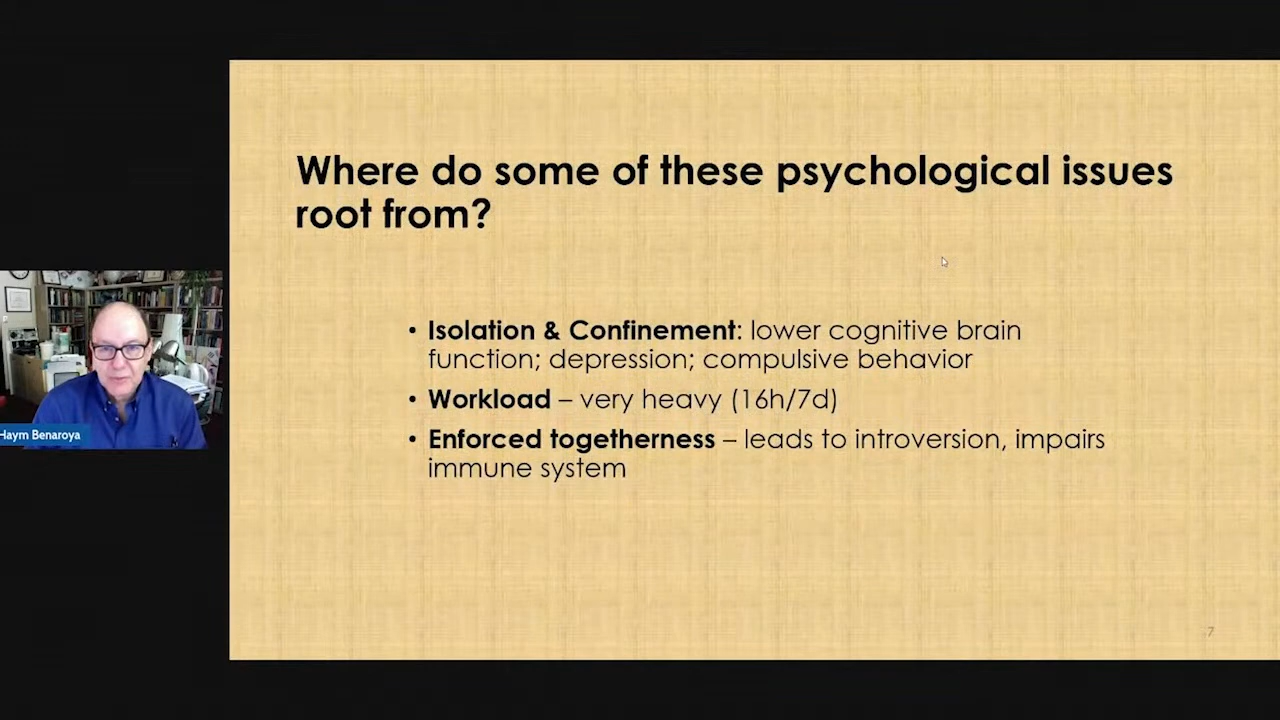 Where do some of these psychological issues
root from?
• Isolation & Confinement: lower cognitive brain
function; depression; compulsive behavior
• Workload – very heavy (16h/7d)
• Enforced togetherness – leads to introversion, impairs
immune system
Haym Benaroya
7